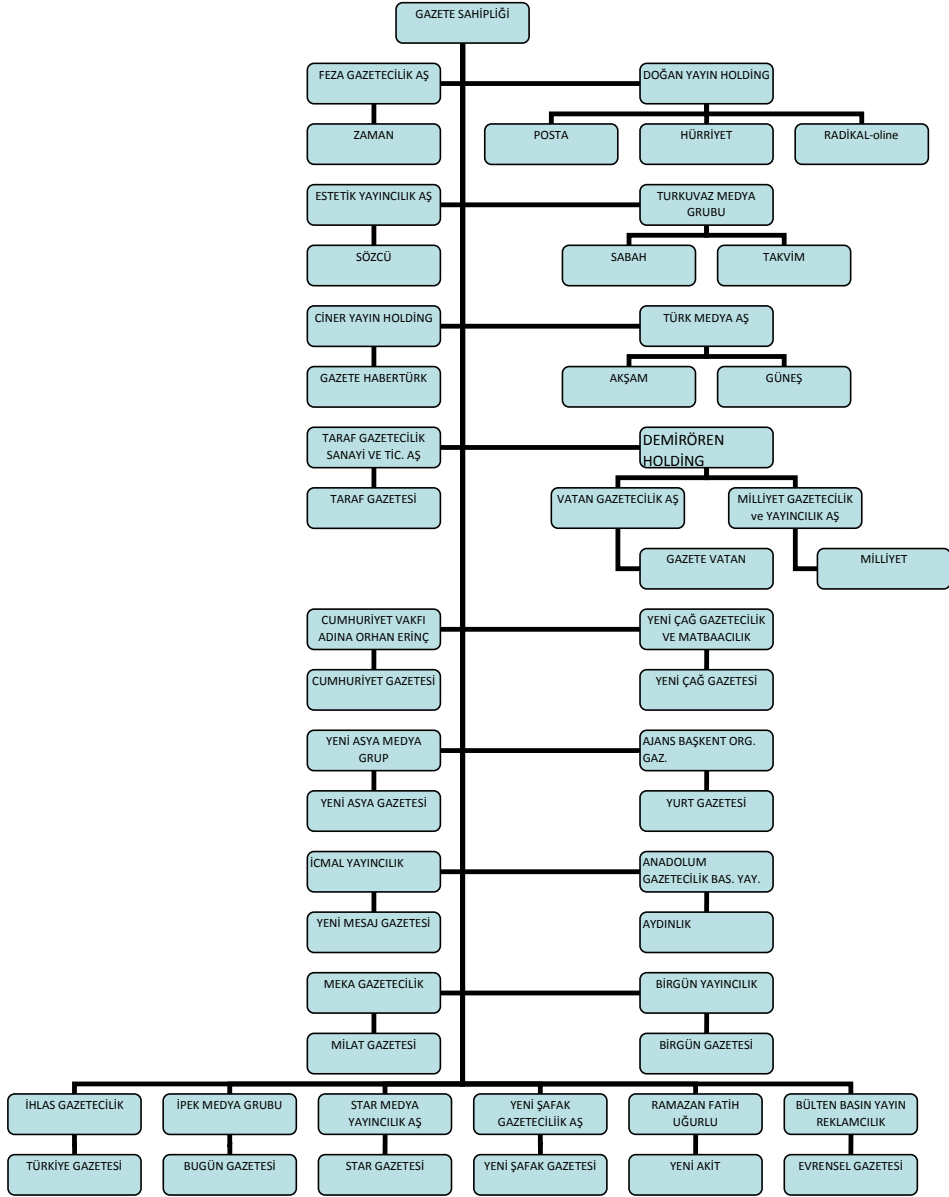 GAZETE SAHİPLİĞİ
FEZA GAZETECİLİK AŞ
DOĞAN YAYIN HOLDİNG
ZAMAN
POSTA
HÜRRİYET
RADİKAL-oline
ESTETİK YAYINCILIK AŞ
TURKUVAZ MEDYA
GRUBU
SÖZCÜ
SABAH
TAKVİM
CİNER YAYIN HOLDİNG
TÜRK MEDYA AŞ
GAZETE HABERTÜRK
AKŞAM
GÜNEŞ
TARAF GAZETECİLİK
SANAYİ VE TİC. AŞ
DEMİRÖREN
HOLDİNG
TARAF GAZETESİ
VATAN GAZETECİLİK AŞ
MİLLİYET GAZETECİLİK
ve YAYINCILIK AŞ
GAZETE VATAN
MİLLİYET
CUMHURİYET VAKFI
ADINA ORHAN ERİNÇ
YENİ ÇAĞ GAZETECİLİK
VE MATBAACILIK
CUMHURİYET GAZETESİ
YENİ ÇAĞ GAZETESİ
YENİ ASYA MEDYA
GRUP
AJANS BAŞKENT ORG.
GAZ.
YENİ ASYA GAZETESİ
YURT GAZETESİ
İCMAL YAYINCILIK
ANADOLUM
GAZETECİLİK BAS. YAY.
YENİ MESAJ GAZETESİ
AYDINLIK
MEKA GAZETECİLİK
BİRGÜN YAYINCILIK
MİLAT GAZETESİ
BİRGÜN GAZETESİ
İHLAS GAZETECİLİK
İPEK MEDYA GRUBU
STAR MEDYA
YAYINCILIK AŞ
YENİ ŞAFAK
GAZETECİLİİK AŞ
RAMAZAN FATİH
UĞURLU
BÜLTEN BASIN YAYIN
REKLAMCILIK
TÜRKİYE GAZETESİ
BUGÜN GAZETESİ
STAR GAZETESİ
YENİ ŞAFAK GAZETESİ
YENİ AKİT
EVRENSEL GAZETESİ